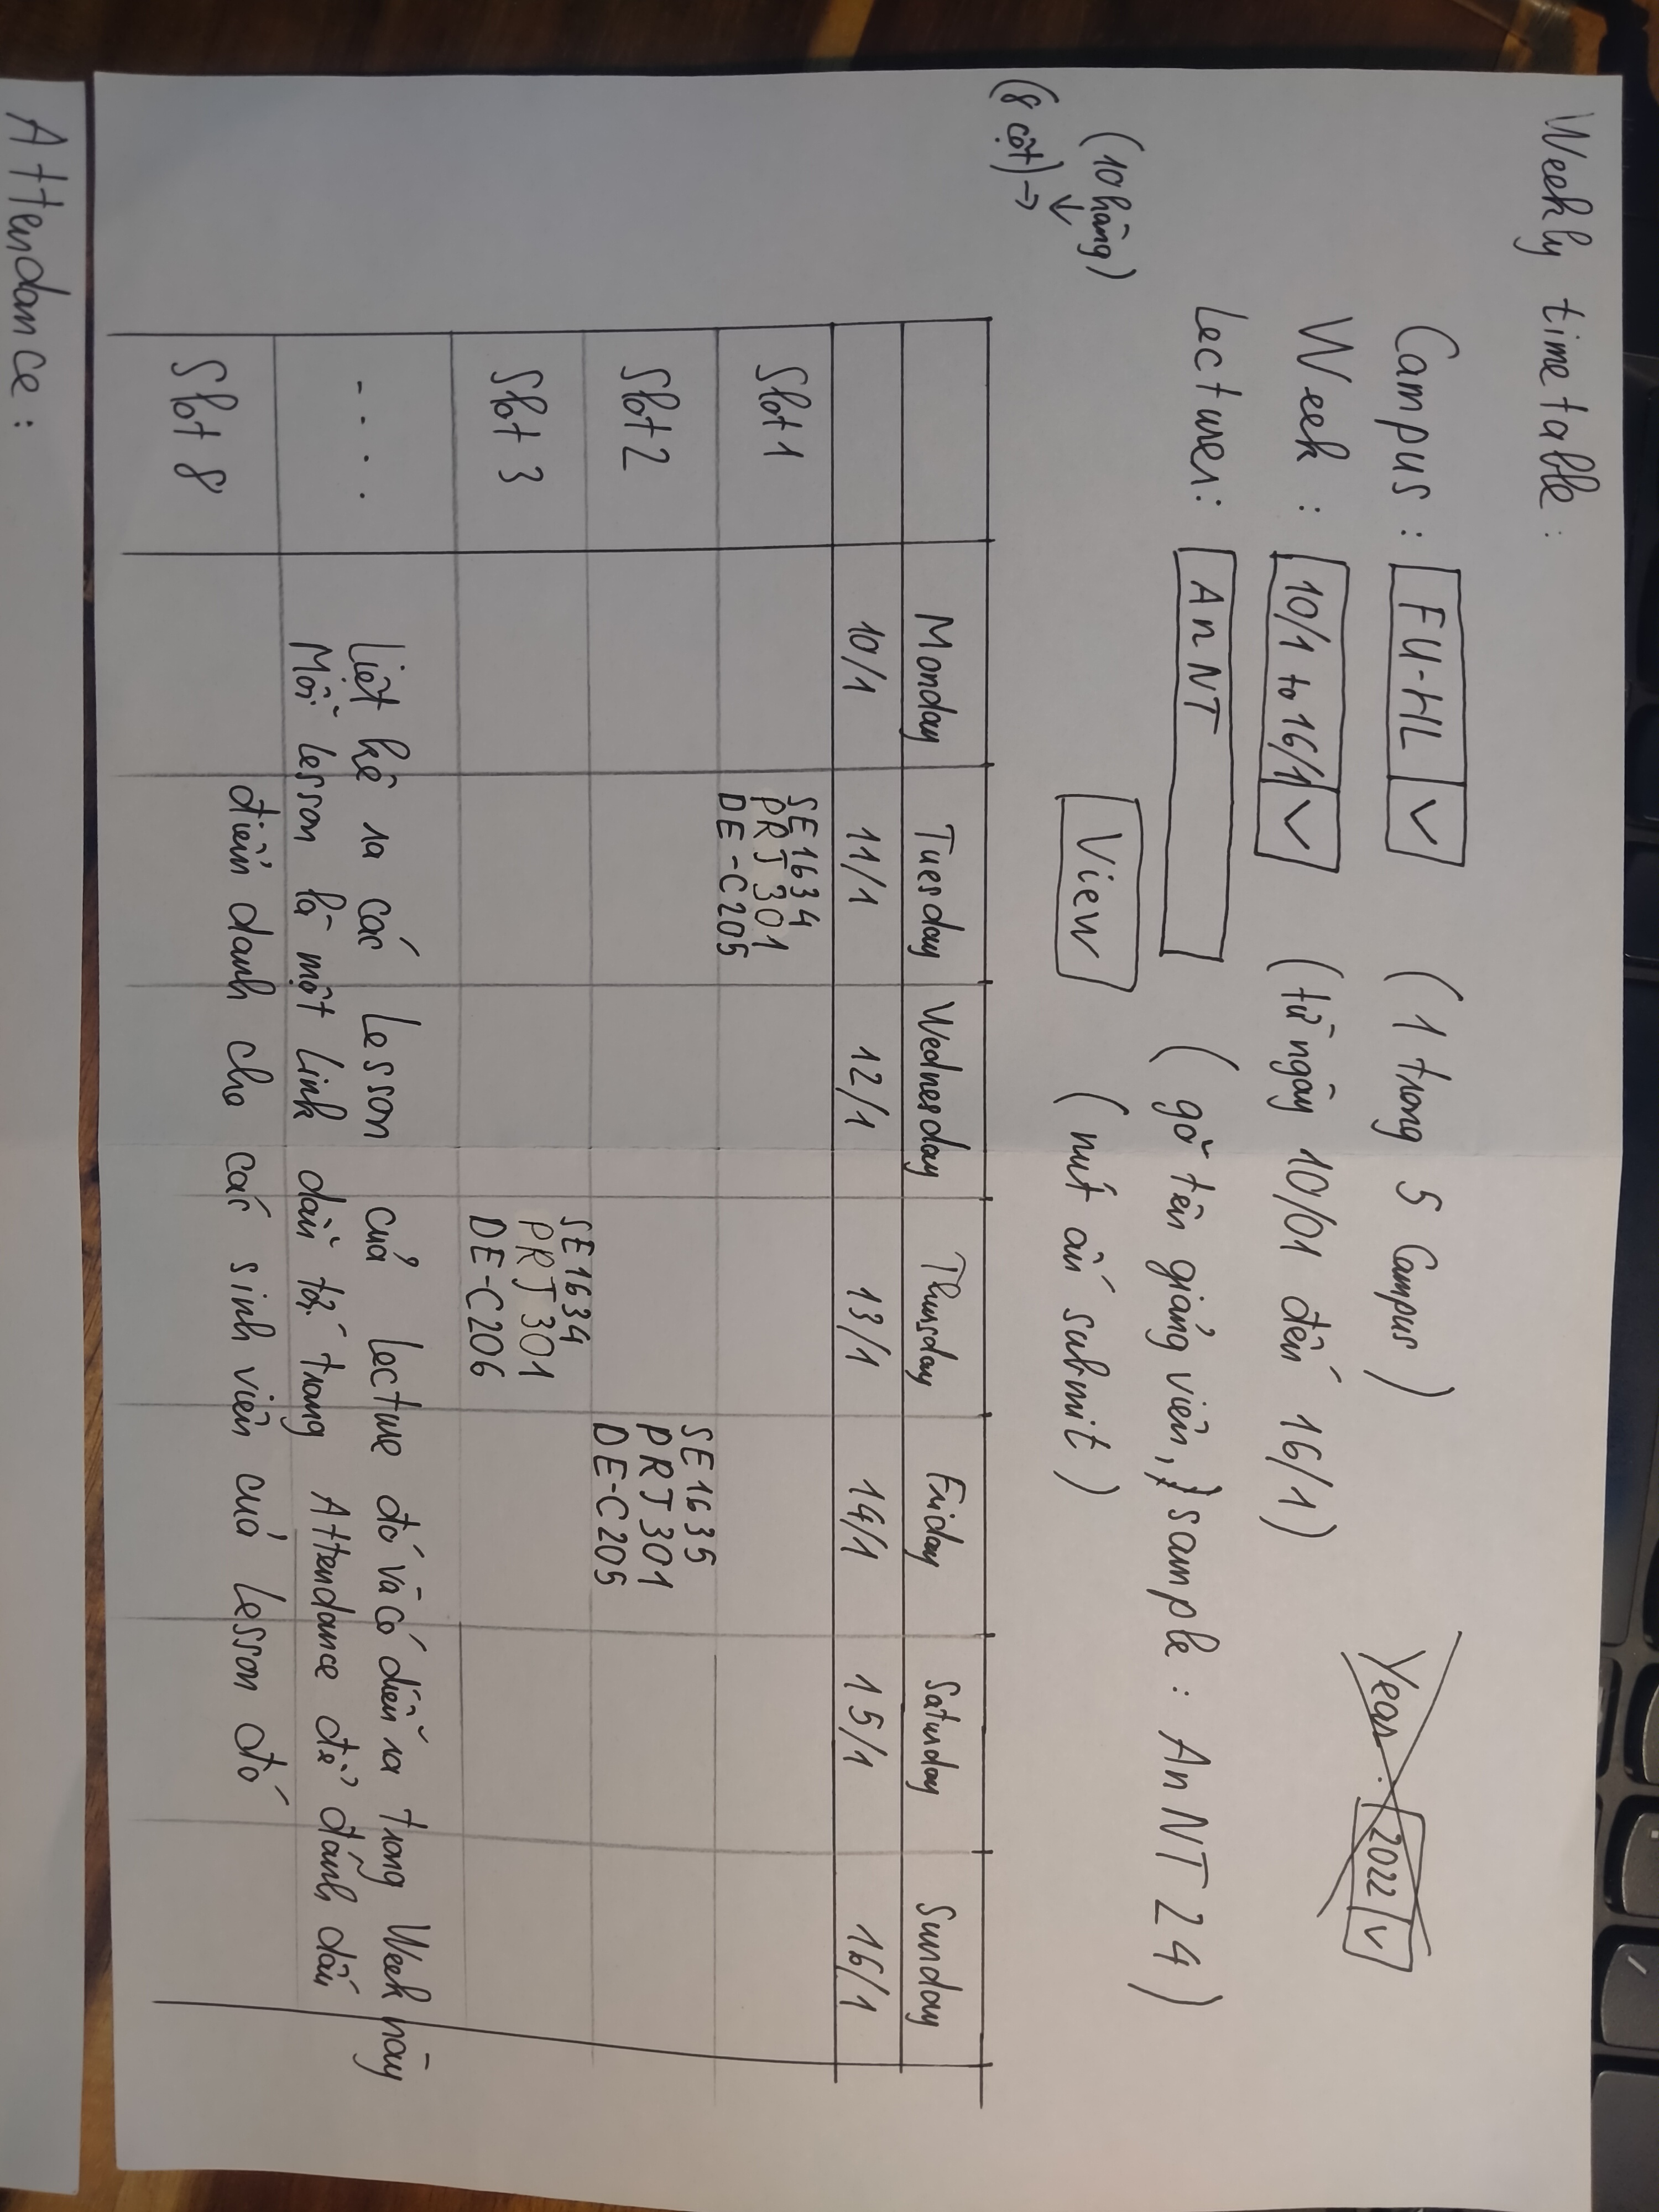 Weekly timetable:
Campus: FU-HL (1 trong 5 Campus)
Year: 2022
Week: 10/1 to 16/1 (từ ngày 10/01 đến 16/1)
Lecturer: AnNT (gõ tên giảng viên, sample: AnNT24)
View (nút ấn submit)
(10 hàng)
(8 cột)→
Monday Tuesday Wednesday Thursday Friday Saturday Sunday
10/1 11/1 12/1 13/1 14/1 15/1 16/1
Slot 1
SE1634
PRJ301
DE-C205
Slot 2
SE1635
PRJ301
DE-C205
Slot 3
SE1634
PRJ301
DE-C206
....
Liệt kê ra các Lesson của Lecture đó và có diễn ra trong Week này
Mỗi Lesson là một Link dẫn tới trang Attendance để đánh dấu
điểm danh cho các sinh viên của Lesson đó
Slot 8
Attendance: